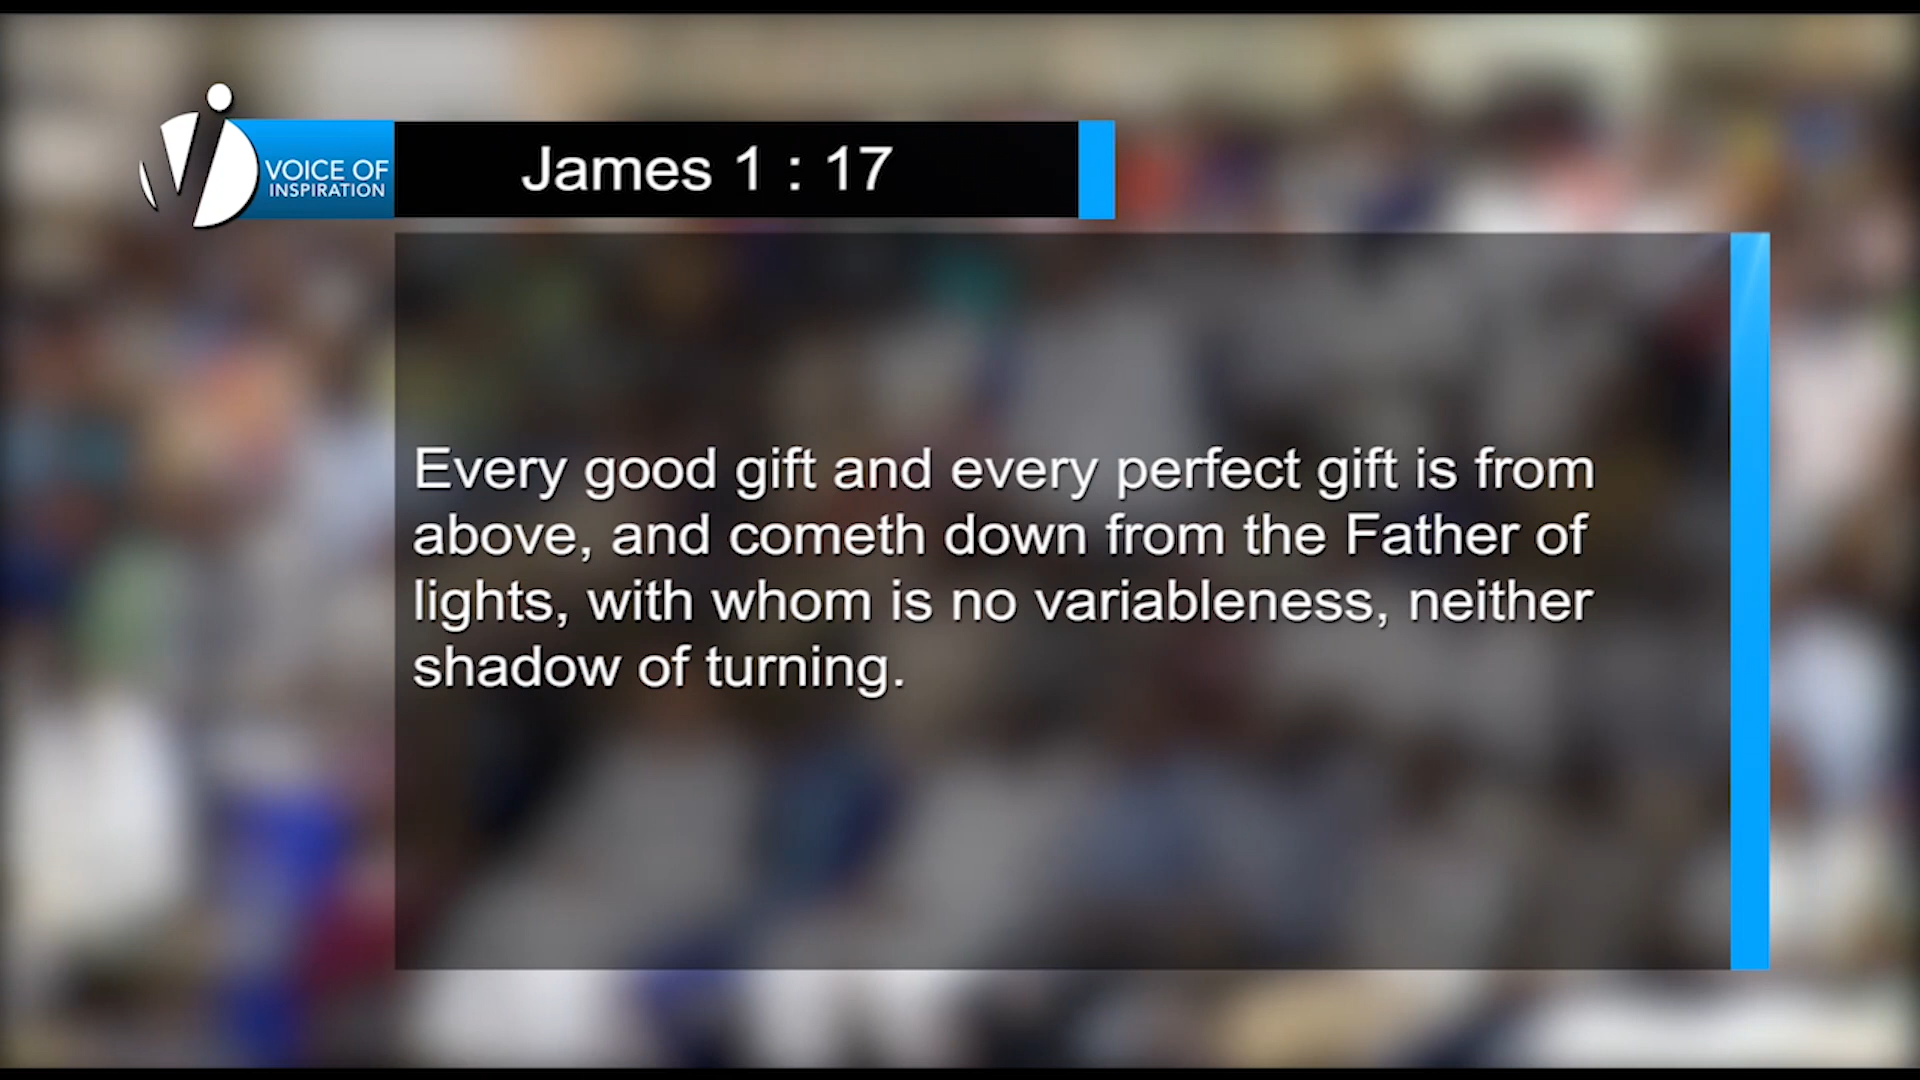 VOICE OF
INSPIRATION
James 1 : 17
Every good gift and every perfect gift is from
above, and cometh down from the Father of
lights, with whom is no variableness, neither
shadow of turning.